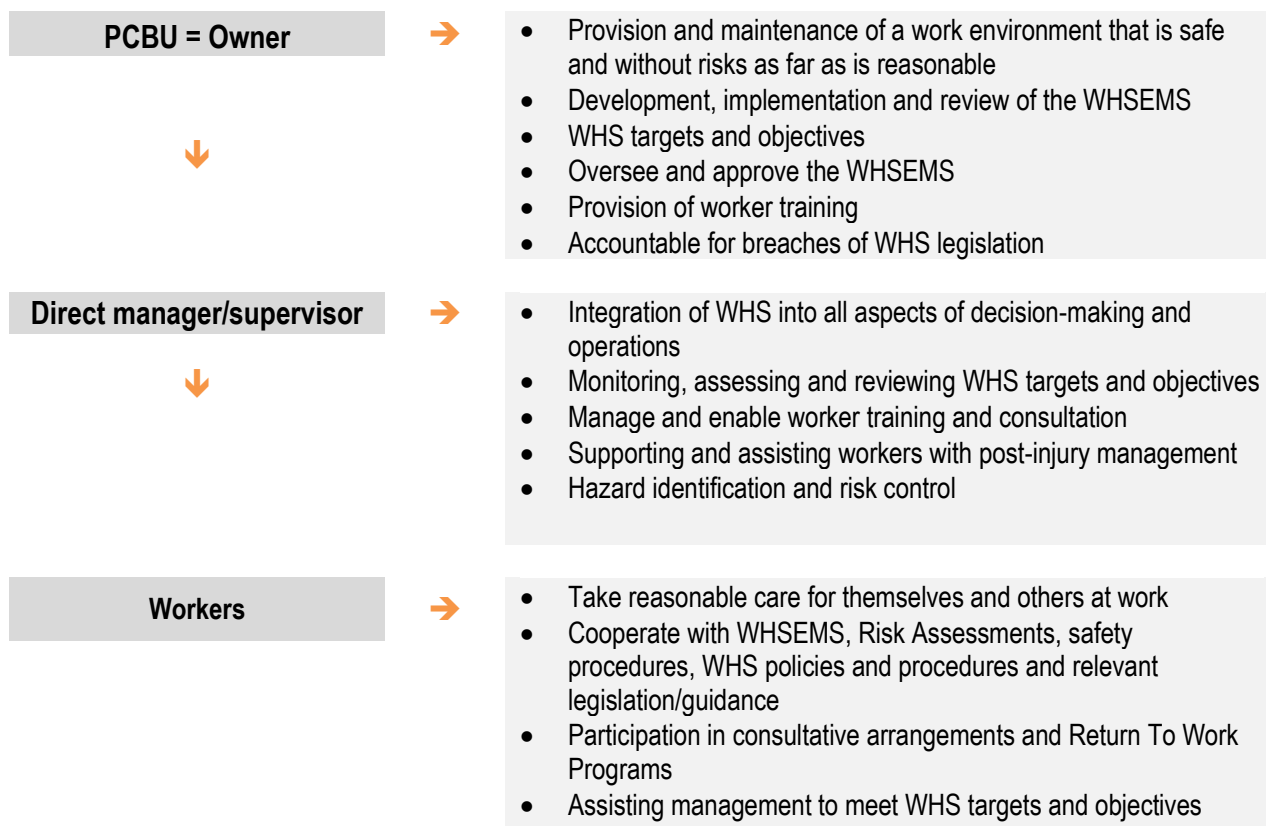 PCBU = Owner
• Provision and maintenance of a work environment that is safe
and without risks as far as is reasonable
• Development, implementation and review of the WHSEMS
• WHS targets and objectives
• Oversee and approve the WHSEMS
• Provision of worker training
• Accountable for breaches of WHS legislation
Direct manager/supervisor
• Integration of WHS into all aspects of decision-making and
operations
• Monitoring, assessing and reviewing WHS targets and objectives
• Manage and enable worker training and consultation
• Supporting and assisting workers with post-injury management
• Hazard identification and risk control
Workers
• Take reasonable care for themselves and others at work
• Cooperate with WHSEMS, Risk Assessments, safety
procedures, WHS policies and procedures and relevant
legislation/guidance
• Participation in consultative arrangements and Return To Work
Programs
• Assisting management to meet WHS targets and objectives